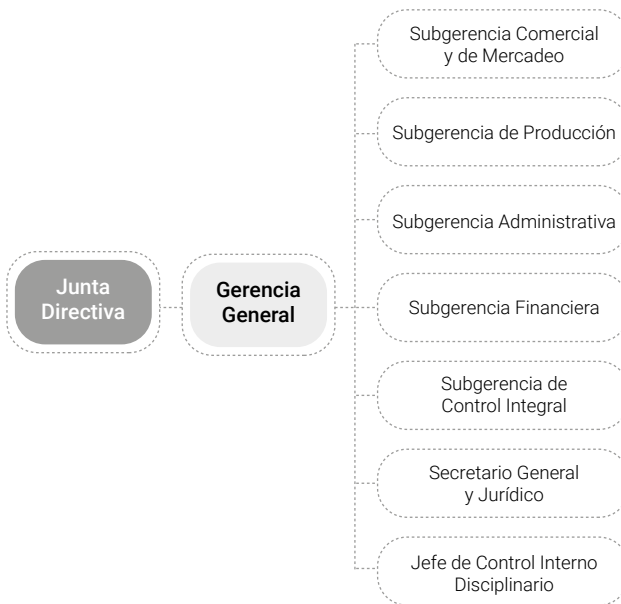 Junta
Directiva
Gerencia
General
Subgerencia Comercial
y de Mercadeo
Subgerencia de Producción
Subgerencia Administrativa
Subgerencia Financiera
Subgerencia de
Control Integral
Secretario General
y Jurídico
Jefe de Control Interno
Disciplinario